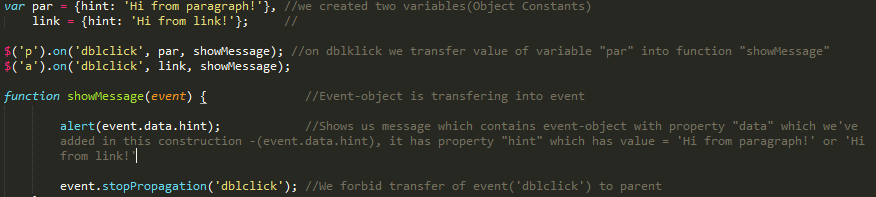 var par = {hint: 'Hi from paragraph!'}, //we created two variables(Object Constants)
link = {hint: 'Hi from link!'}; //
$('p').on('dblclick', par, showMessage); //on dblklick we transfer value of variable "par" into function "showMessage"
$('a').on('dblclick', link, showMessage);
function showMessage(event) { //Event-object is transfering into event
alert(event.data.hint); //Shows us message which contains event-object with property "data" which we've
added in this construction -(event.data.hint), it has property "hint" which has value = 'Hi from paragraph!' or 'Hi
from link!'
event.stopPropagation('dblclick'); //We forbid transfer of event('dblclick') to parent